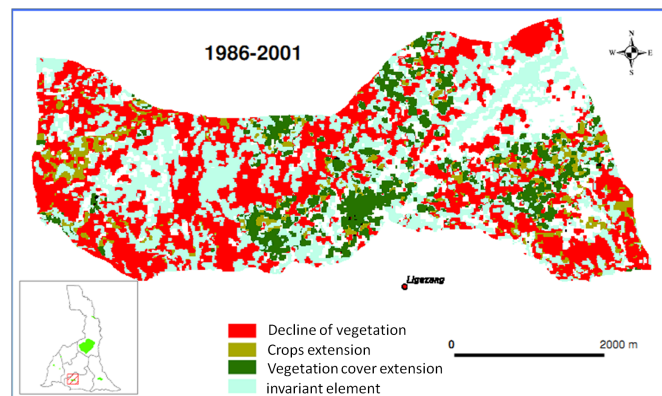 1986-2001
N
W E
S
Ligazang
Decline of vegetation
Crops extension
Vegetation cover extension
invariant element
0 2000 m